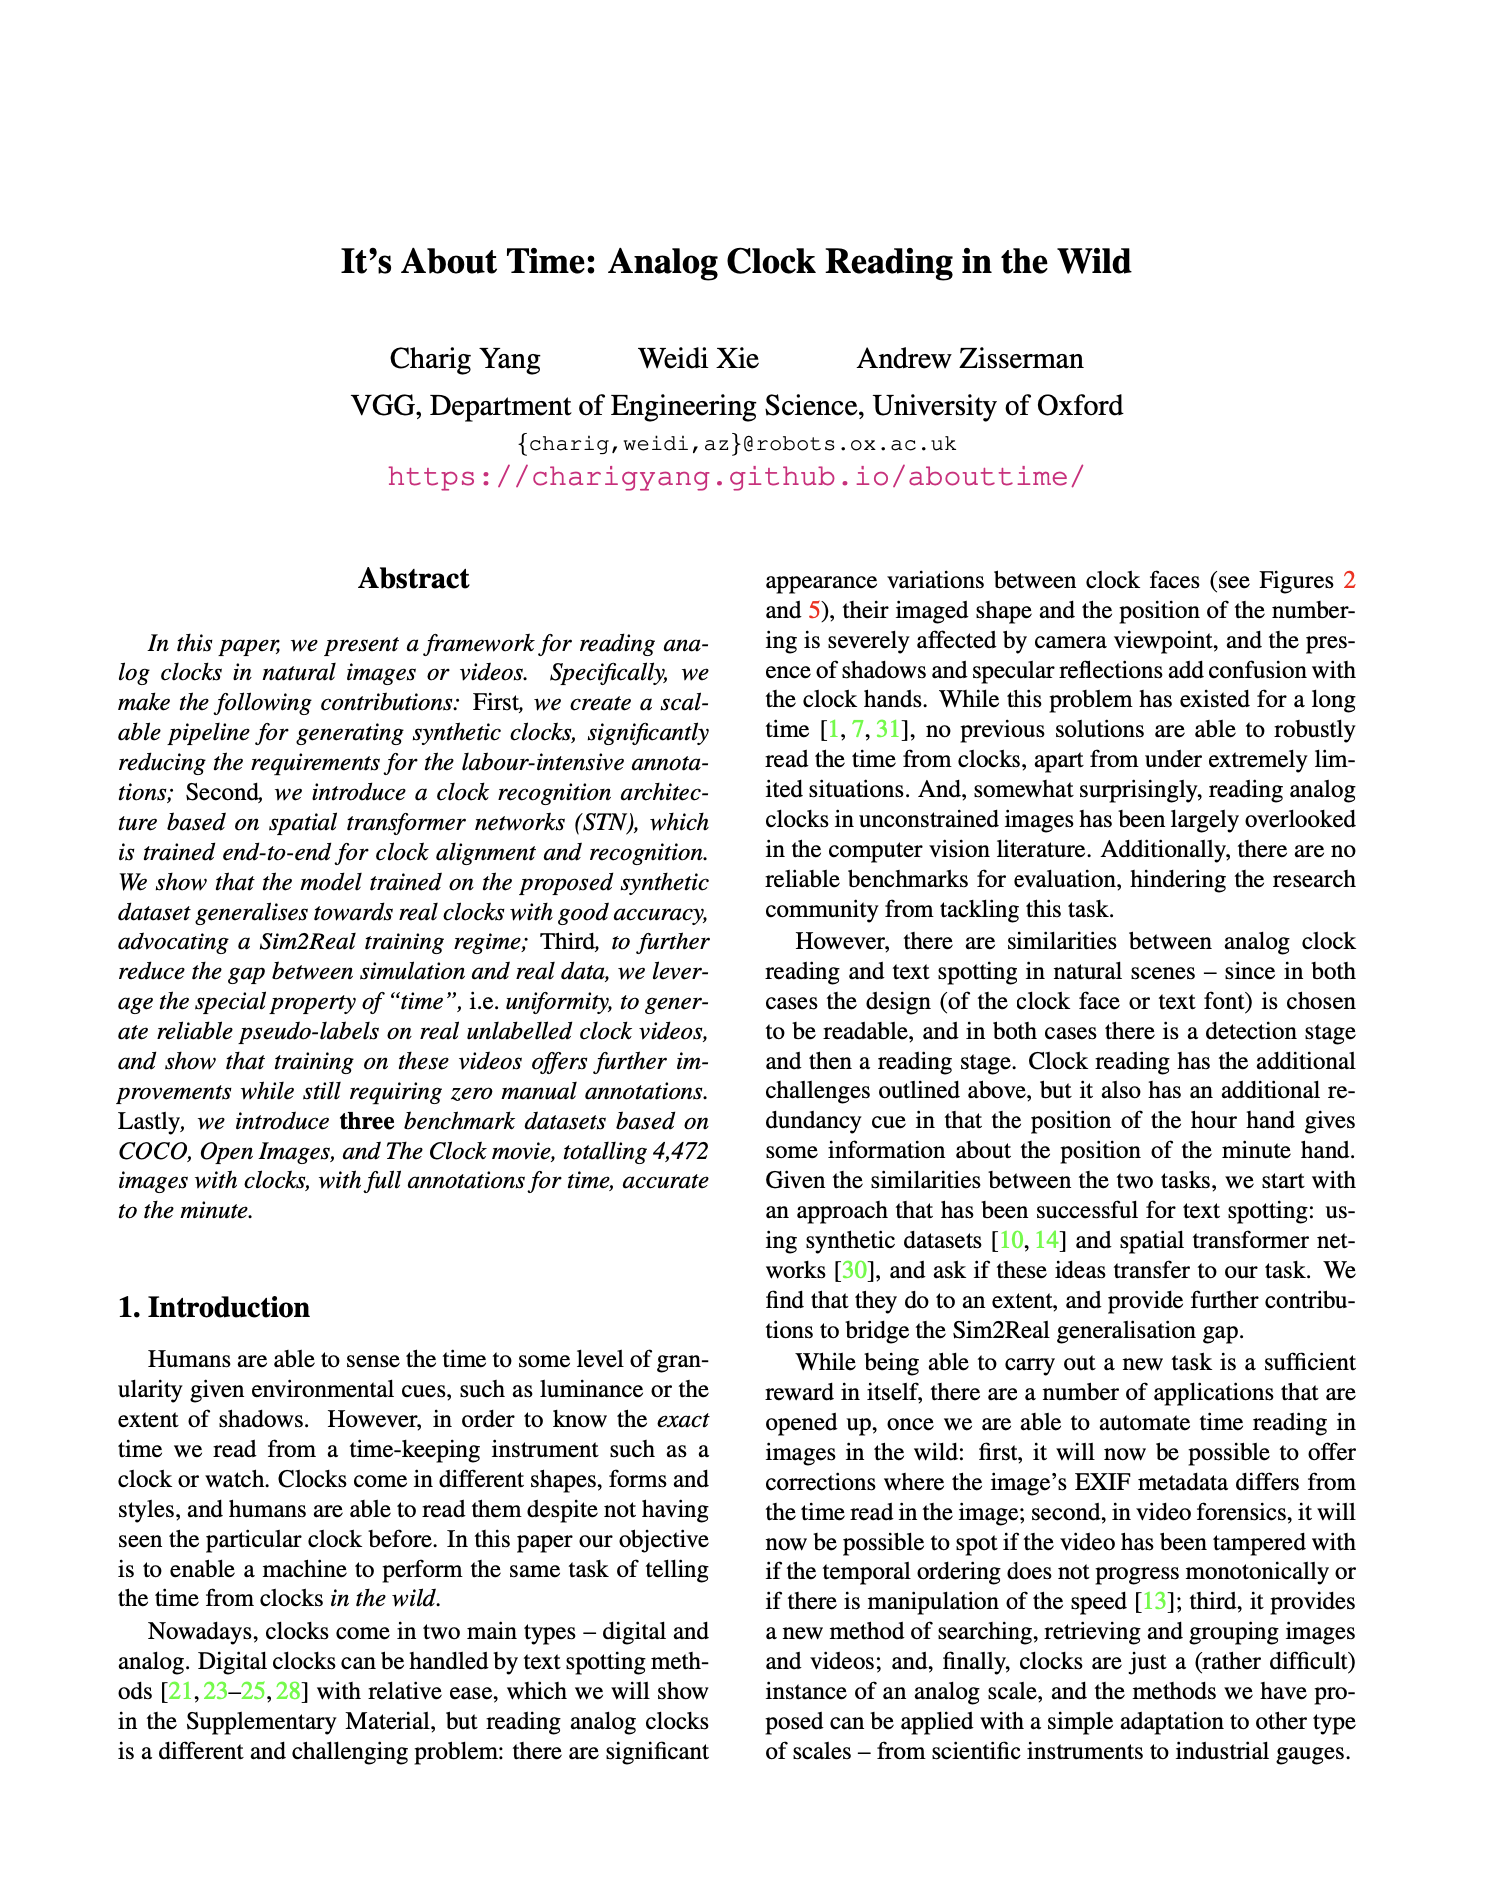 It's About Time: Analog Clock Reading in the Wild
Charig Yang Weidi Xie Andrew Zisserman
VGG, Department of Engineering Science, University of Oxford
{charig,weidi,az}@robots.ox.ac.uk
https://charigyang.github.io/abouttime/
Abstract
In this paper, we present a framework for reading ana-
log clocks in natural images or videos. Specifically, we
make the following contributions: First, we create a scal-
able pipeline for generating synthetic clocks, significantly
reducing the requirements for the labour-intensive annota-
tions; Second, we introduce a clock recognition architec-
ture based on spatial transformer networks (STN), which
is trained end-to-end for clock alignment and recognition.
We show that the model trained on the proposed synthetic
dataset generalises towards real clocks with good accuracy,
advocating a Sim2Real training regime; Third, to further
reduce the gap between simulation and real data, we lever-
age the special property of “time”, i.e. uniformity, to gener-
ate reliable pseudo-labels on real unlabelled clock videos,
and show that training on these videos offers further im-
provements while still requiring zero manual annotations.
Lastly, we introduce three benchmark datasets based on
COCO, Open Images, and The Clock movie, totalling 4,472
images with clocks, with full annotations for time, accurate
to the minute.
1. Introduction
Humans are able to sense the time to some level of gran-
ularity given environmental cues, such as luminance or the
extent of shadows. However, in order to know the exact
time we read from a time-keeping instrument such as a
clock or watch. Clocks come in different shapes, forms and
styles, and humans are able to read them despite not having
seen the particular clock before. In this paper our objective
is to enable a machine to perform the same task of telling
the time from clocks in the wild.
Nowadays, clocks come in two main types – digital and
analog. Digital clocks can be handled by text spotting meth-
ods [21, 23–25, 28] with relative ease, which we will show
in the Supplementary Material, but reading analog clocks
is a different and challenging problem: there are significant
appearance variations between clock faces (see Figures 2
and 5), their imaged shape and the position of the number-
ing is severely affected by camera viewpoint, and the pres-
ence of shadows and specular reflections add confusion with
the clock hands. While this problem has existed for a long
time [1, 7, 31], no previous solutions are able to robustly
read the time from clocks, apart from under extremely lim-
ited situations. And, somewhat surprisingly, reading analog
clocks in unconstrained images has been largely overlooked
in the computer vision literature. Additionally, there are no
reliable benchmarks for evaluation, hindering the research
community from tackling this task.
However, there are similarities between analog clock
reading and text spotting in natural scenes – since in both
cases the design (of the clock face or text font) is chosen
to be readable, and in both cases there is a detection stage
and then a reading stage. Clock reading has the additional
challenges outlined above, but it also has an additional re-
dundancy cue in that the position of the hour hand gives
some information about the position of the minute hand.
Given the similarities between the two tasks, we start with
an approach that has been successful for text spotting: us-
ing synthetic datasets [10, 14] and spatial transformer net-
works [30], and ask if these ideas transfer to our task. We
find that they do to an extent, and provide further contribu-
tions to bridge the Sim2Real generalisation gap.
While being able to carry out a new task is a sufficient
reward in itself, there are a number of applications that are
opened up, once we are able to automate time reading in
images in the wild: first, it will now be possible to offer
corrections where the image's EXIF metadata differs from
the time read in the image; second, in video forensics, it will
now be possible to spot if the video has been tampered with
if the temporal ordering does not progress monotonically or
if there is manipulation of the speed [13]; third, it provides
a new method of searching, retrieving and grouping images
and videos; and, finally, clocks are just a (rather difficult)
instance of an analog scale, and the methods we have pro-
posed can be applied with a simple adaptation to other type
of scales – from scientific instruments to industrial gauges.